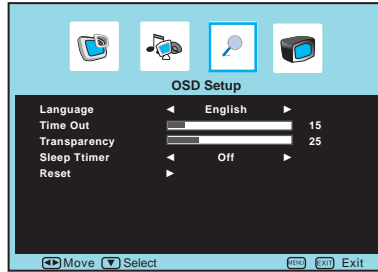 OSD Setup
Language ◄ English ►
Time Out 15
Transparency 25
Sleep Ttimer ◄ Off ►
Reset ►
Move Select MENU EXIT Exit